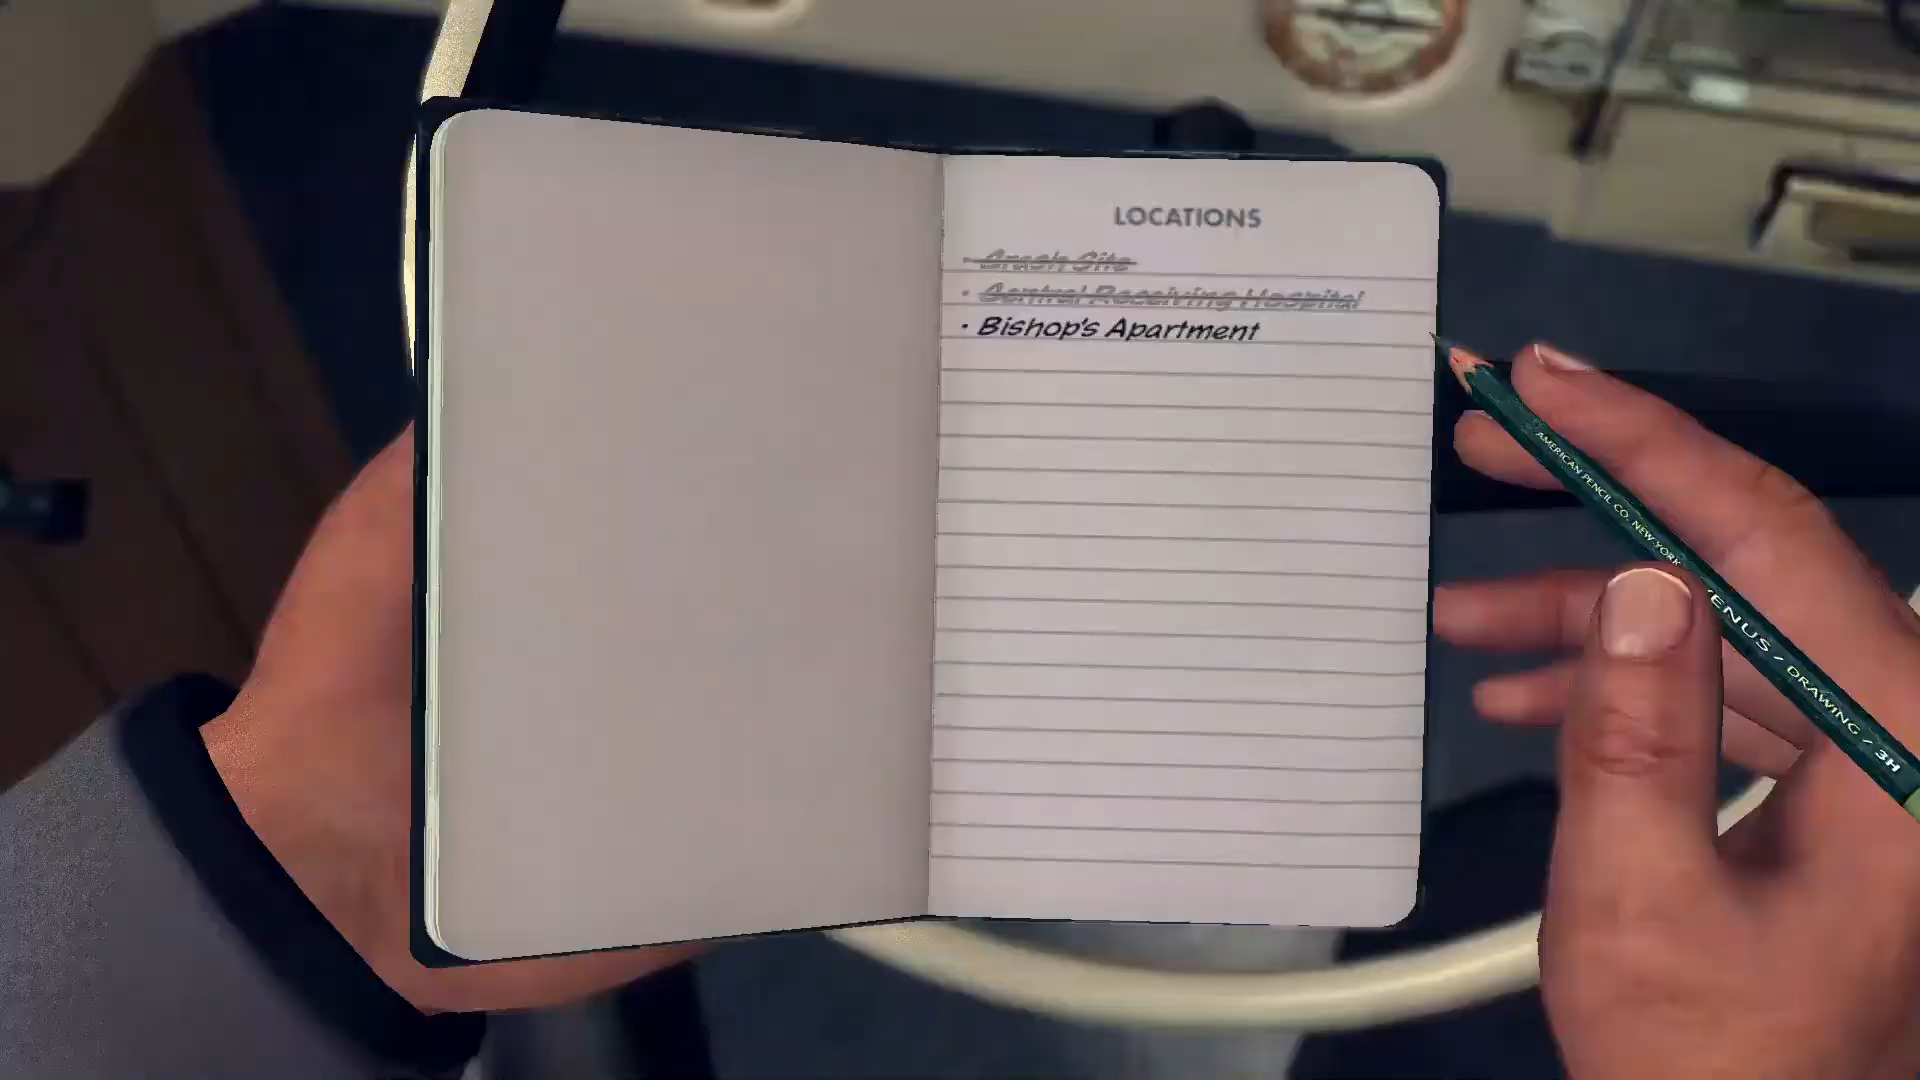 LOCATIONS
· Crash Site
· Central Receiving Hospital
· Bishop's Apartment
AMERICAN PENCIL CO. NEW YORK
VENUS / DRAWING / 3H